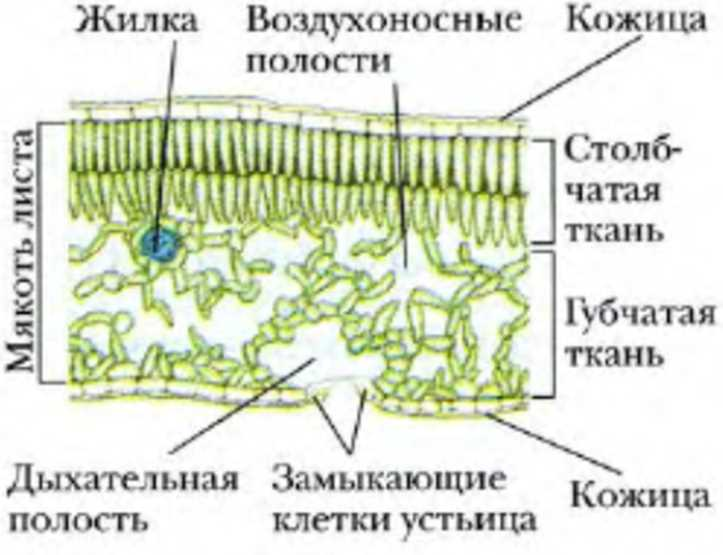 Жилка
Воздухоносные
полости
Кожица
Мякоть листа
Столб-
чатая
ткань
Губчатая
ткань
Дыхательная
полость
Замыкающие
клетки устьица
Кожица